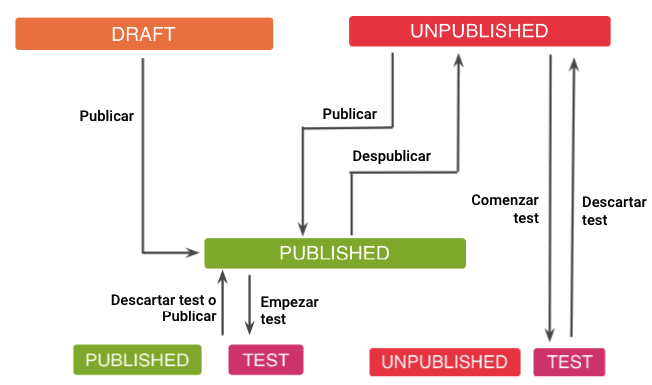 DRAFT
UNPUBLISHED
Publicar
Publicar
Despublicar
Comenzar
test
Descartar
test
PUBLISHED
Descartar test o
Publicar
Empezar
test
PUBLISHED
TEST
UNPUBLISHED
TEST